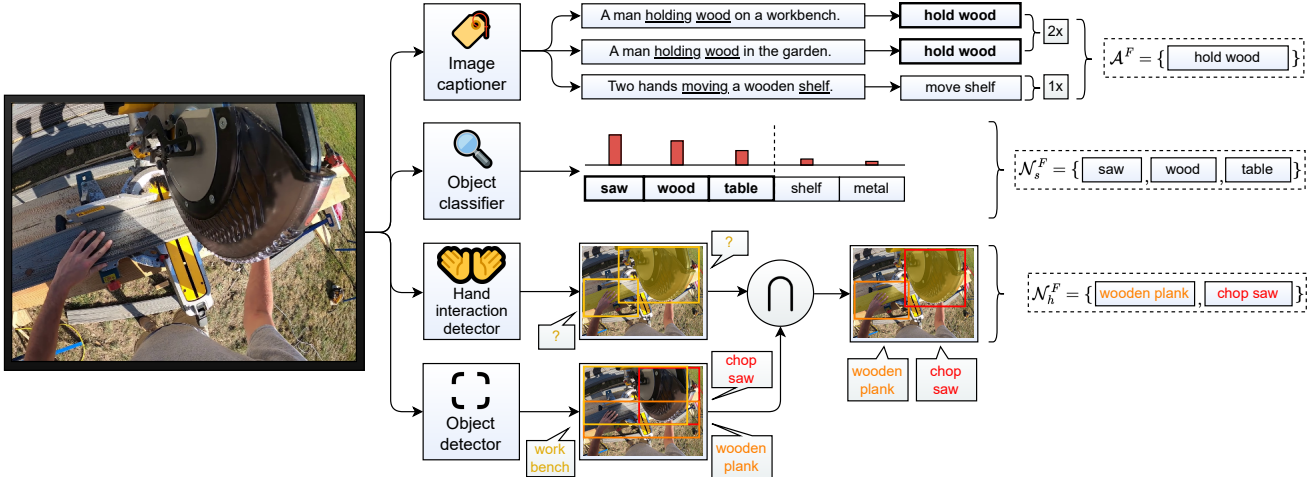 Image
captioner
A man holding wood on a workbench.
hold wood
A man holding wood in the garden.
hold wood
2x
Two hands moving a wooden shelf.
move shelf
1x
𝒜^F = { hold wood }
Object
classifier
saw wood table shelf metal
𝒩_s^F = { saw , wood , table }
Hand
interaction
detector
?
?
∩
wooden
plank
chop
saw
𝒩_h^F = { wooden plank , chop saw }
Object
detector
chop
saw
work
bench
wooden
plank